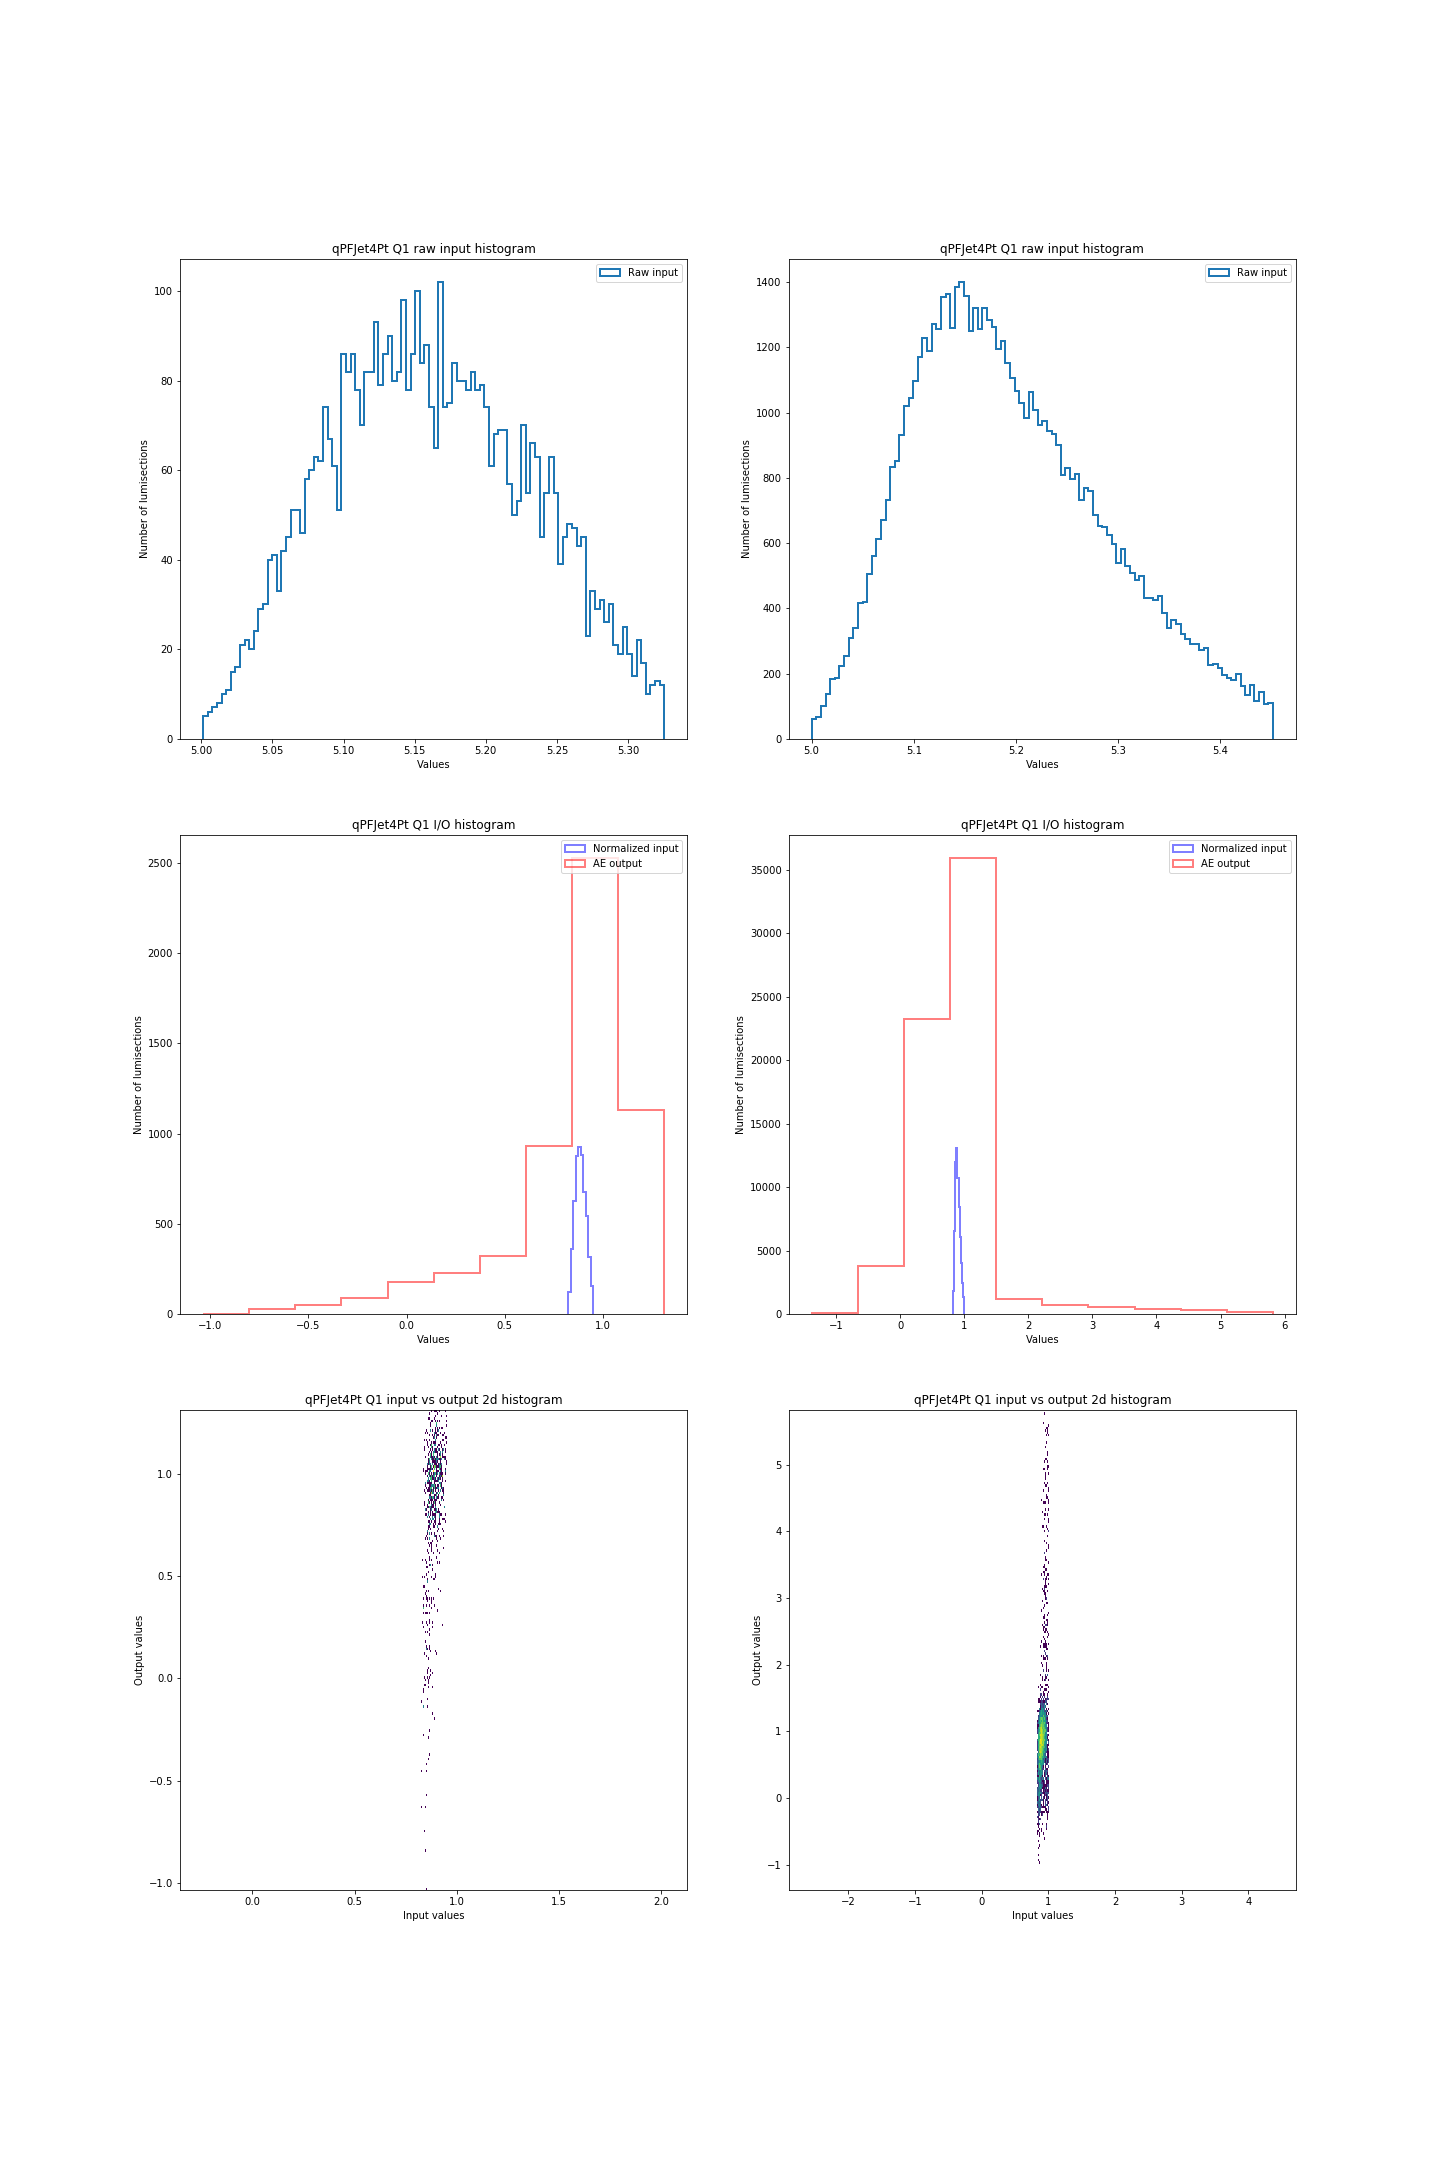 qPFJet4Pt Q1 raw input histogram
Raw input
Number of lumisections
100
80
60
40
20
0
5.00 5.05 5.10 5.15 5.20 5.25 5.30
Values
qPFJet4Pt Q1 raw input histogram
Raw input
Number of lumisections
1400
1200
1000
800
600
400
200
0
5.0 5.1 5.2 5.3 5.4
Values
qPFJet4Pt Q1 I/O histogram
Normalized input
AE output
Number of lumisections
2500
2000
1500
1000
500
0
−1.0 −0.5 0.0 0.5 1.0
Values
qPFJet4Pt Q1 I/O histogram
Normalized input
AE output
Number of lumisections
35000
30000
25000
20000
15000
10000
5000
0
−1 0 1 2 3 4 5 6
Values
qPFJet4Pt Q1 input vs output 2d histogram
Output values
1.0
0.5
0.0
−0.5
−1.0
0.0 0.5 1.0 1.5 2.0
Input values
qPFJet4Pt Q1 input vs output 2d histogram
Output values
5
4
3
2
1
0
−1
−2 −1 0 1 2 3 4
Input values